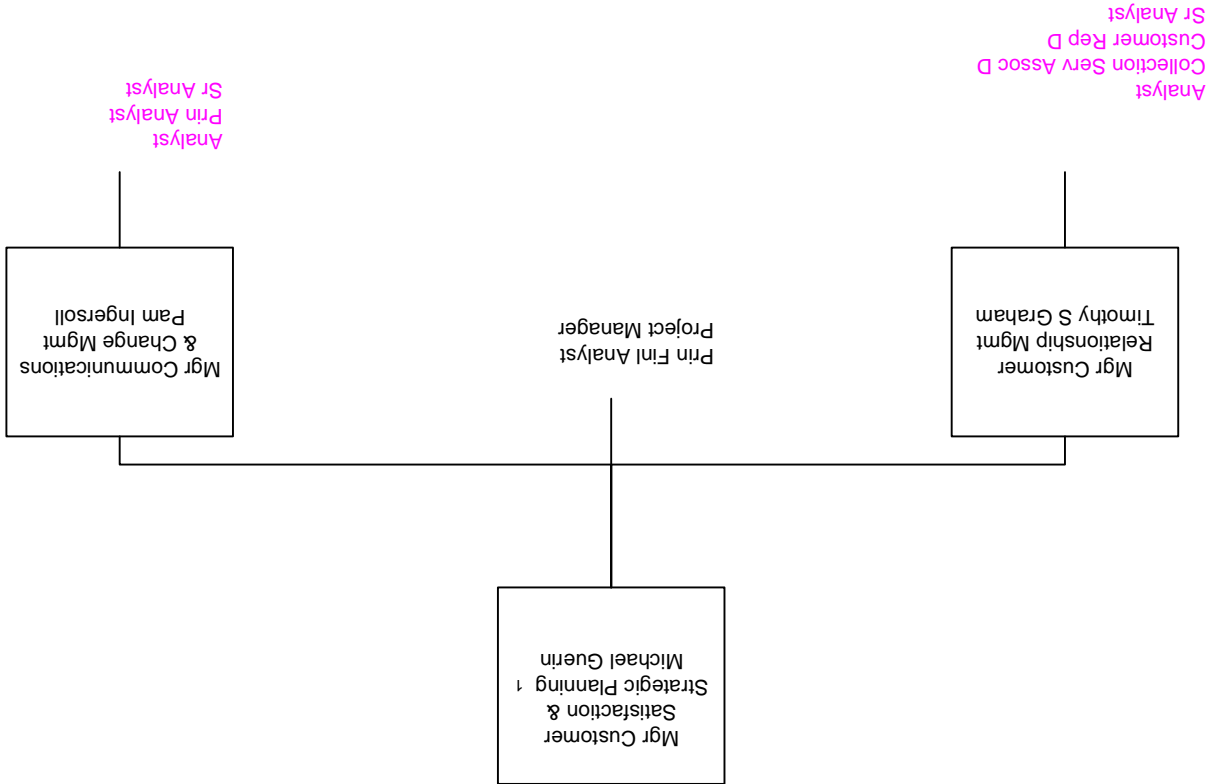 Mgr Customer
Satisfaction &
Strategic Planning 1
Michael Guerin
Prin Finl Analyst
Project Manager
Mgr Customer
Relationship Mgmt
Timothy S Graham
Mgr Communications
& Change Mgmt
Pam Ingersoll
Analyst
Collection Serv Assoc D
Customer Rep D
Sr Analyst
Analyst
Prin Analyst
Sr Analyst